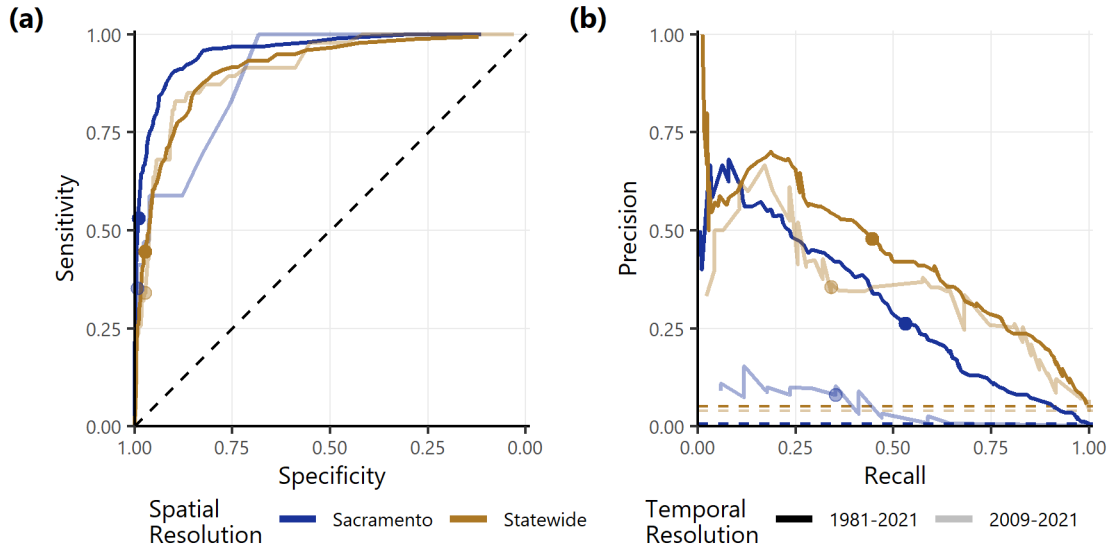 (a)
(b)
1.00
0.75
0.50
0.25
0.00
Sensitivity
1.00
0.75
0.50
0.25
0.00
Specificity
1.00
0.75
0.50
0.25
0.00
Precision
0.00
0.25
0.50
0.75
1.00
Recall
Spatial
Resolution
Sacramento
Statewide
Temporal
Resolution
1981-2021
2009-2021